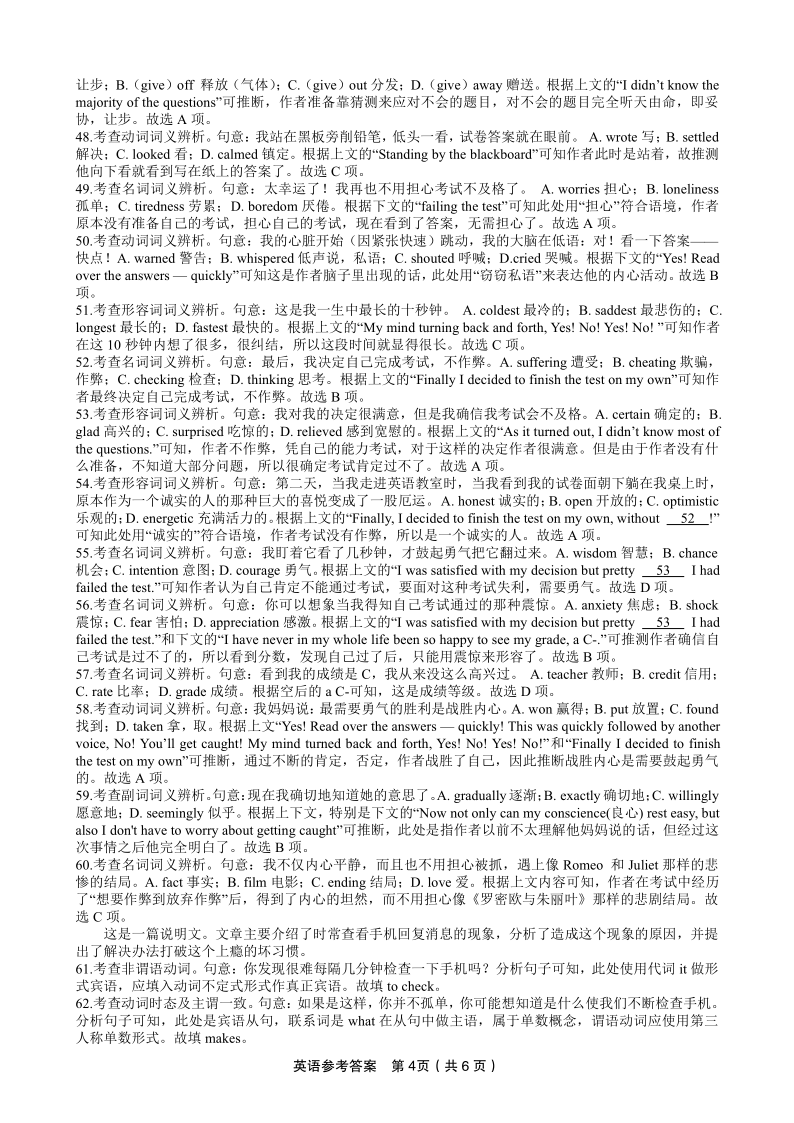 让步；B.（give）off 释放（气体）；C.（give）out 分发；D.（give）away 赠送。根据上文的“I didn’t know the
majority of the questions”可推断，作者准备靠猜测来应对不会的题目，对不会的题目完全听天由命，即妥
协，让步。故选 A 项。
48.考查动词词义辨析。句意：我站在黑板旁削铅笔，低头一看，试卷答案就在眼前。 A. wrote 写；B. settled
解决；C. looked 看；D. calmed 镇定。根据上文的“Standing by the blackboard”可知作者此时是站着，故推测
他向下看就看到写在纸上的答案了。故选 C 项。
49.考查名词词义辨析。句意：太幸运了！我再也不用担心考试不及格了。 A. worries 担心；B. loneliness
孤单；C. tiredness 劳累；D. boredom 厌倦。根据下文的“failing the test”可知此处用“担心”符合语境，作者
原本没有准备自己的考试，担心自己的考试，现在看到了答案，无需担心了。故选 A 项。
50.考查动词词义辨析。句意：我的心脏开始（因紧张快速）跳动，我的大脑在低语：对！看一下答案——
快点！A. warned 警告；B. whispered 低声说，私语；C. shouted 呼喊；D.cried 哭喊。根据下文的“Yes! Read
over the answers — quickly”可知这是作者脑子里出现的话，此处用“窃窃私语”来表达他的内心活动。故选 B
项。
51.考查形容词词义辨析。句意：这是我一生中最长的十秒钟。 A. coldest 最冷的；B. saddest 最悲伤的；C.
longest 最长的；D. fastest 最快的。根据上文的“My mind turning back and forth, Yes! No! Yes! No! ”可知作者
在这 10 秒钟内想了很多，很纠结，所以这段时间就显得很长。故选 C 项。
52.考查名词词义辨析。句意：最后，我决定自己完成考试，不作弊。A. suffering 遭受；B. cheating 欺骗，
作弊；C. checking 检查；D. thinking 思考。根据上文的“Finally I decided to finish the test on my own”可知作
者最终决定自己完成考试，不作弊。故选 B 项。
53.考查形容词词义辨析。句意：我对我的决定很满意，但是我确信我考试会不及格。A. certain 确定的；B.
glad 高兴的；C. surprised 吃惊的；D. relieved 感到宽慰的。根据上文的“As it turned out, I didn’t know most of
the questions.”可知，作者不作弊，凭自己的能力考试，对于这样的决定作者很满意。但是由于作者没有什
么准备，不知道大部分问题，所以很确定考试肯定过不了。故选 A 项。
54.考查形容词词义辨析。句意：第二天，当我走进英语教室时，当我看到我的试卷面朝下躺在我桌上时，
原本作为一个诚实的人的那种巨大的喜悦变成了一股厄运。A. honest 诚实的；B. open 开放的；C. optimistic
乐观的；D. energetic 充满活力的。根据上文的“Finally, I decided to finish the test on my own, without __52__ !”
可知此处用“诚实的”符合语境，作者考试没有作弊，所以是一个诚实的人。故选 A 项。
55.考查名词词义辨析。句意：我盯着它看了几秒钟，才鼓起勇气把它翻过来。A. wisdom 智慧；B. chance
机会；C. intention 意图；D. courage 勇气。根据上文的“I was satisfied with my decision but pretty __53__ I had
failed the test.”可知作者认为自己肯定不能通过考试，要面对这种考试失利，需要勇气。故选 D 项。
56.考查名词词义辨析。句意：你可以想象当我得知自己考试通过的那种震惊。A. anxiety 焦虑；B. shock
震惊；C. fear 害怕；D. appreciation 感激。根据上文的“I was satisfied with my decision but pretty __53__ I had
failed the test.”和下文的“I have never in my whole life been so happy to see my grade, a C-.”可推测作者确信自
己考试是过不了的，所以看到分数，发现自己过了后，只能用震惊来形容了。故选 B 项。
57.考查名词词义辨析。句意：看到我的成绩是 C，我从来没这么高兴过。 A. teacher 教师；B. credit 信用；
C. rate 比率；D. grade 成绩。根据空后的 a C-可知，这是成绩等级。故选 D 项。
58.考查动词词义辨析。句意：我妈妈说：最需要勇气的胜利是战胜内心。A. won 赢得；B. put 放置；C. found
找到；D. taken 拿，取。根据上文“Yes! Read over the answers — quickly! This was quickly followed by another
voice, No! You’ll get caught! My mind turned back and forth, Yes! No! Yes! No!”和“Finally I decided to finish
the test on my own”可推断，通过不断的肯定，否定，作者战胜了自己，因此推断战胜内心是需要鼓起勇气
的。故选 A 项。
59.考查副词词义辨析。句意：现在我确切地知道她的意思了。A. gradually 逐渐；B. exactly 确切地；C. willingly
愿意地；D. seemingly 似乎。根据上下文，特别是下文的“Now not only can my conscience(良心) rest easy, but
also I don't have to worry about getting caught”可推断，此处是指作者以前不太理解他妈妈说的话，但经过这
次事情之后他完全明白了。故选 B 项。
60.考查名词词义辨析。句意：我不仅内心平静，而且也不用担心被抓，遇上像 Romeo 和 Juliet 那样的悲
惨的结局。A. fact 事实；B. film 电影；C. ending 结局；D. love 爱。根据上文内容可知，作者在考试中经历
了“想要作弊到放弃作弊”后，得到了内心的坦然，而不用担心像《罗密欧与朱丽叶》那样的悲剧结局。故
选 C 项。
这是一篇说明文。文章主要介绍了时常查看手机回复消息的现象，分析了造成这个现象的原因，并提
出了解决办法打破这个上瘾的坏习惯。
61.考查非谓语动词。句意：你发现很难每隔几分钟检查一下手机吗？分析句子可知，此处使用代词 it 做形
式宾语，应填入动词不定式形式作真正宾语。故填 to check。
62.考查动词时态及主谓一致。句意：如果是这样，你并不孤单，你可能想知道是什么使我们不断检查手机。
分析句子可知，此处是宾语从句，联系词是 what 在从句中做主语，属于单数概念，谓语动词应使用第三
人称单数形式。故填 makes。
英语参考答案 第 4页（ 共 6 页）